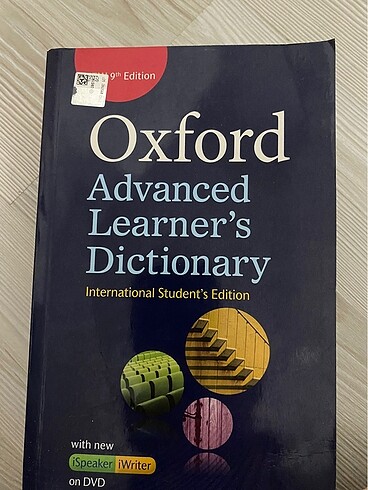 9th Edition
Oxford
Advanced
Learner's
Dictionary
International Student's Edition
with new
iSpeaker iWriter
on DVD